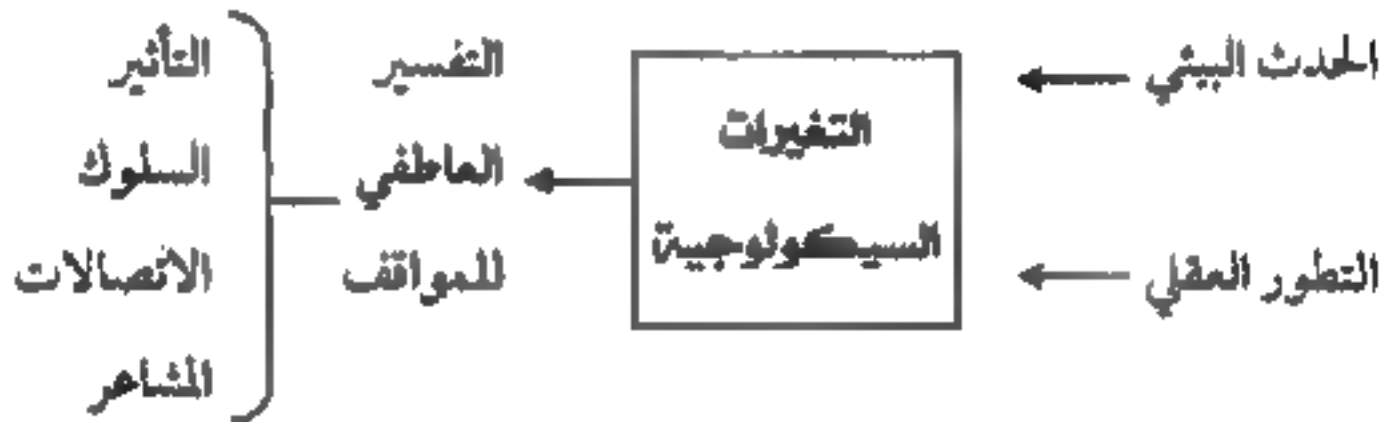 الحدث البيئي
التطور العقلي
التغيرات
السيكولوجية
التفسير
العاطفي
للمواقف
التأثير
السلوك
الاتصالات
المشاعر